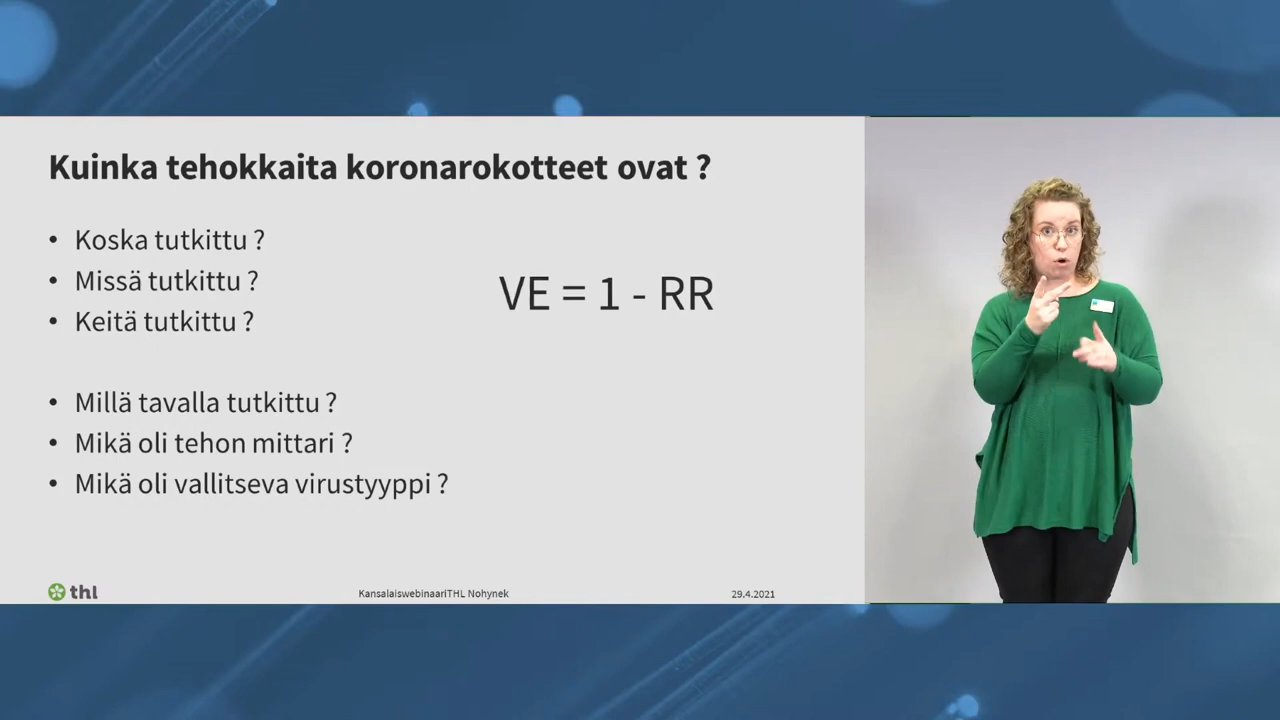 Kuinka tehokkaita koronarokotteet ovat ?
• Koska tutkittu ?
• Missä tutkittu ?
• Keitä tutkittu ?
VE = 1 - RR
• Millä tavalla tutkittu ?
• Mikä oli tehon mittari ?
• Mikä oli vallitseva virustyyppi ?
thl
KansalaiswebinaariTHL Nohynek
29.4.2021